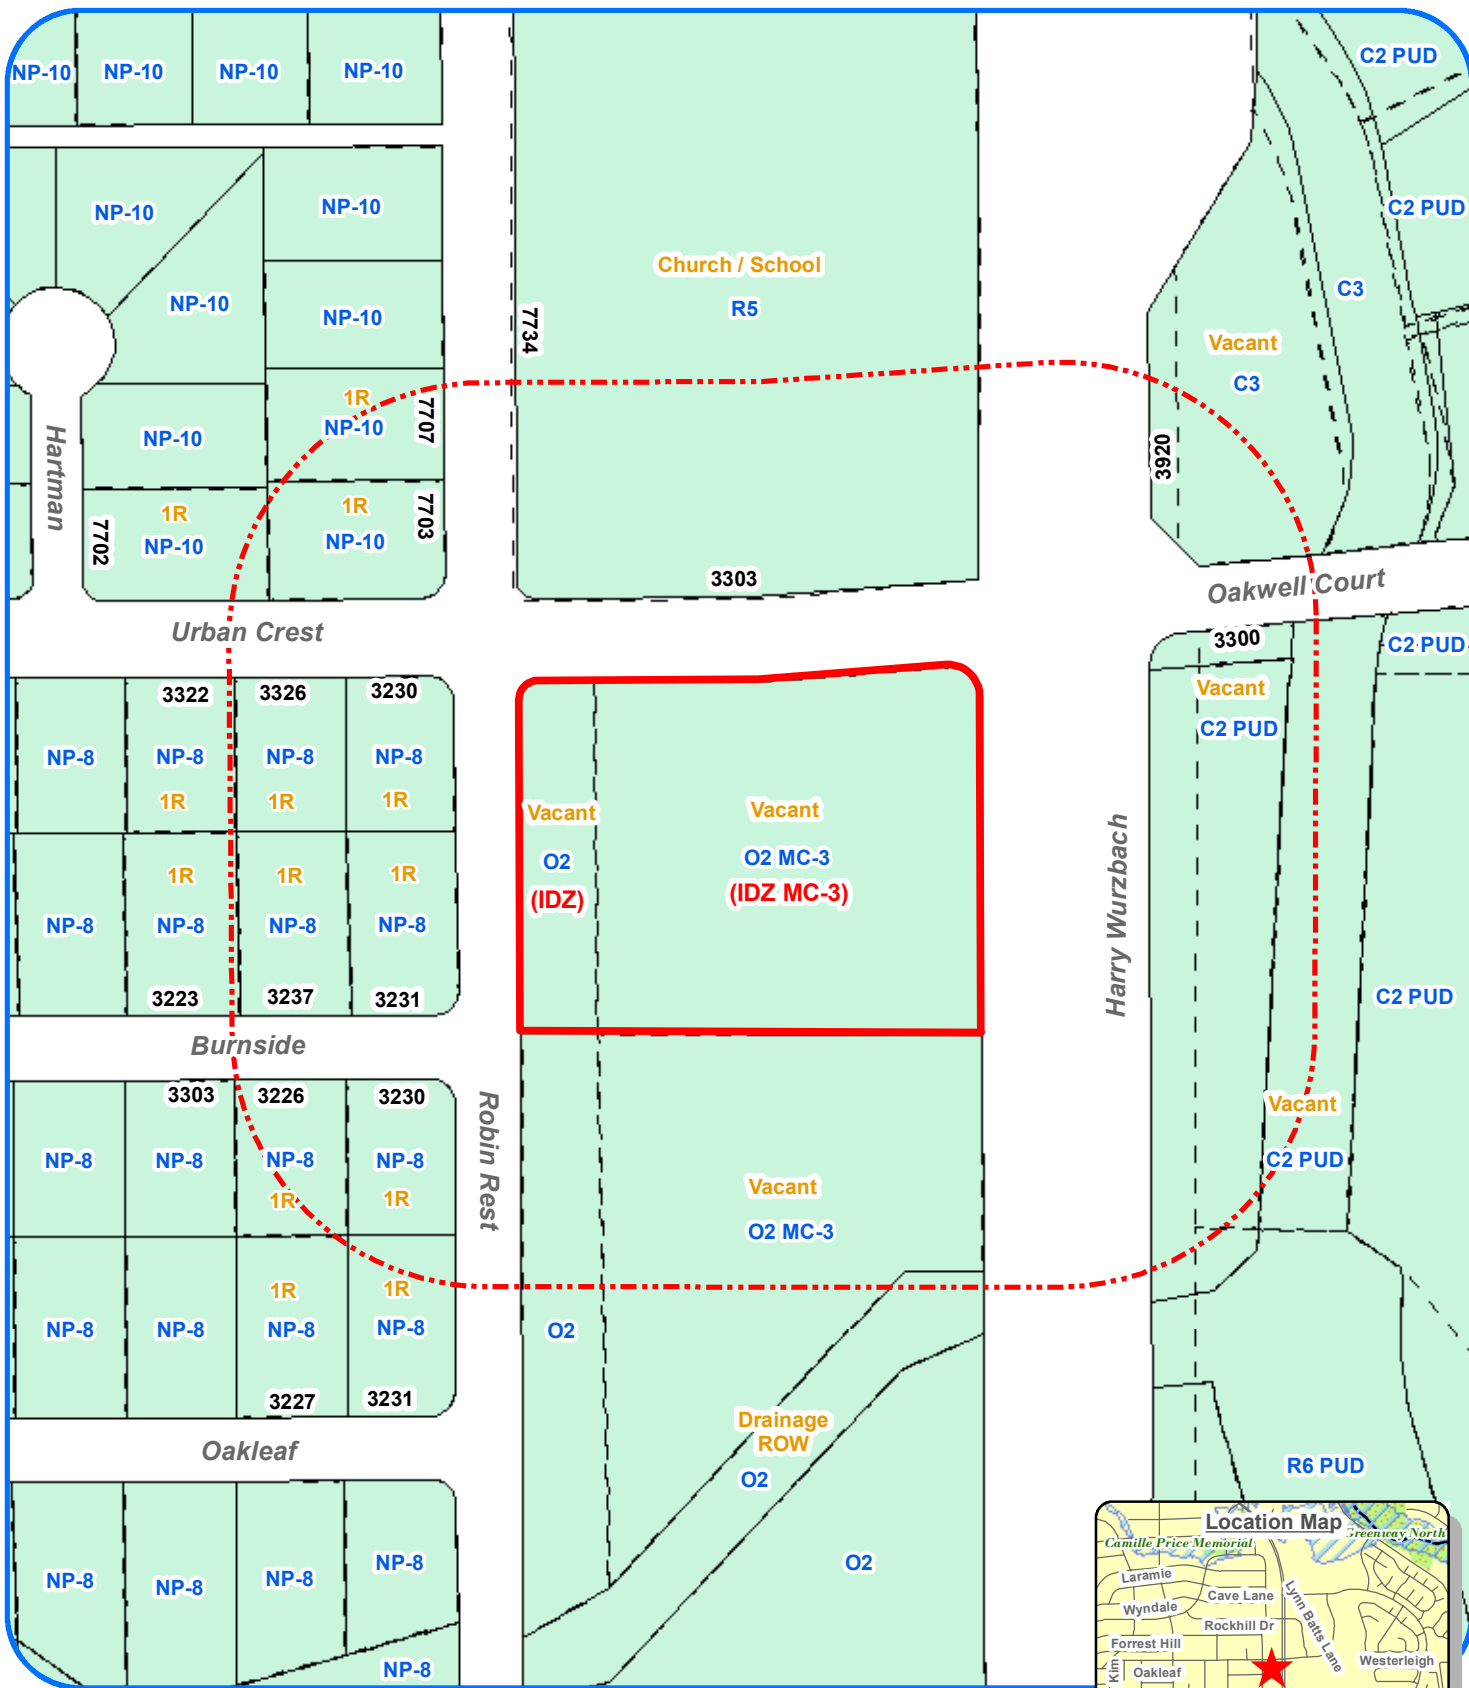 NP-10 NP-10 NP-10 NP-10
C2 PUD
NP-10
NP-10
C2 PUD
Church / School
R5
NP-10
NP-10
7734
C3
Vacant
C3
1R
NP-10
7707
NP-10
Hartman
3920
1R
NP-10
7702
1R
NP-10
7703
3303
Oakwell Court
Urban Crest
3300
C2 PUD
3322
3326
3230
Vacant
C2 PUD
NP-8
NP-8
NP-8
NP-8
1R
1R
1R
Vacant
O2
(IDZ)
Vacant
O2 MC-3
(IDZ MC-3)
Harry Wurzbach
1R
1R
1R
NP-8
NP-8
NP-8
NP-8
3223
3237
3231
C2 PUD
Burnside
3303
3226
3230
Robin Rest
Vacant
C2 PUD
NP-8
NP-8
NP-8
NP-8
1R
1R
Vacant
O2 MC-3
1R
1R
NP-8
NP-8
NP-8
NP-8
O2
3227
3231
Drainage
ROW
O2
Oakleaf
R6 PUD
NP-8
NP-8
NP-8
NP-8
O2
NP-8
Location Map
Greenway North
Camille Price Memorial
Laramie
Cave Lane
Lynn Batts Lane
Wyndale
Rockhill Dr
Forrest Hill
Westerleigh
Kim
Oakleaf